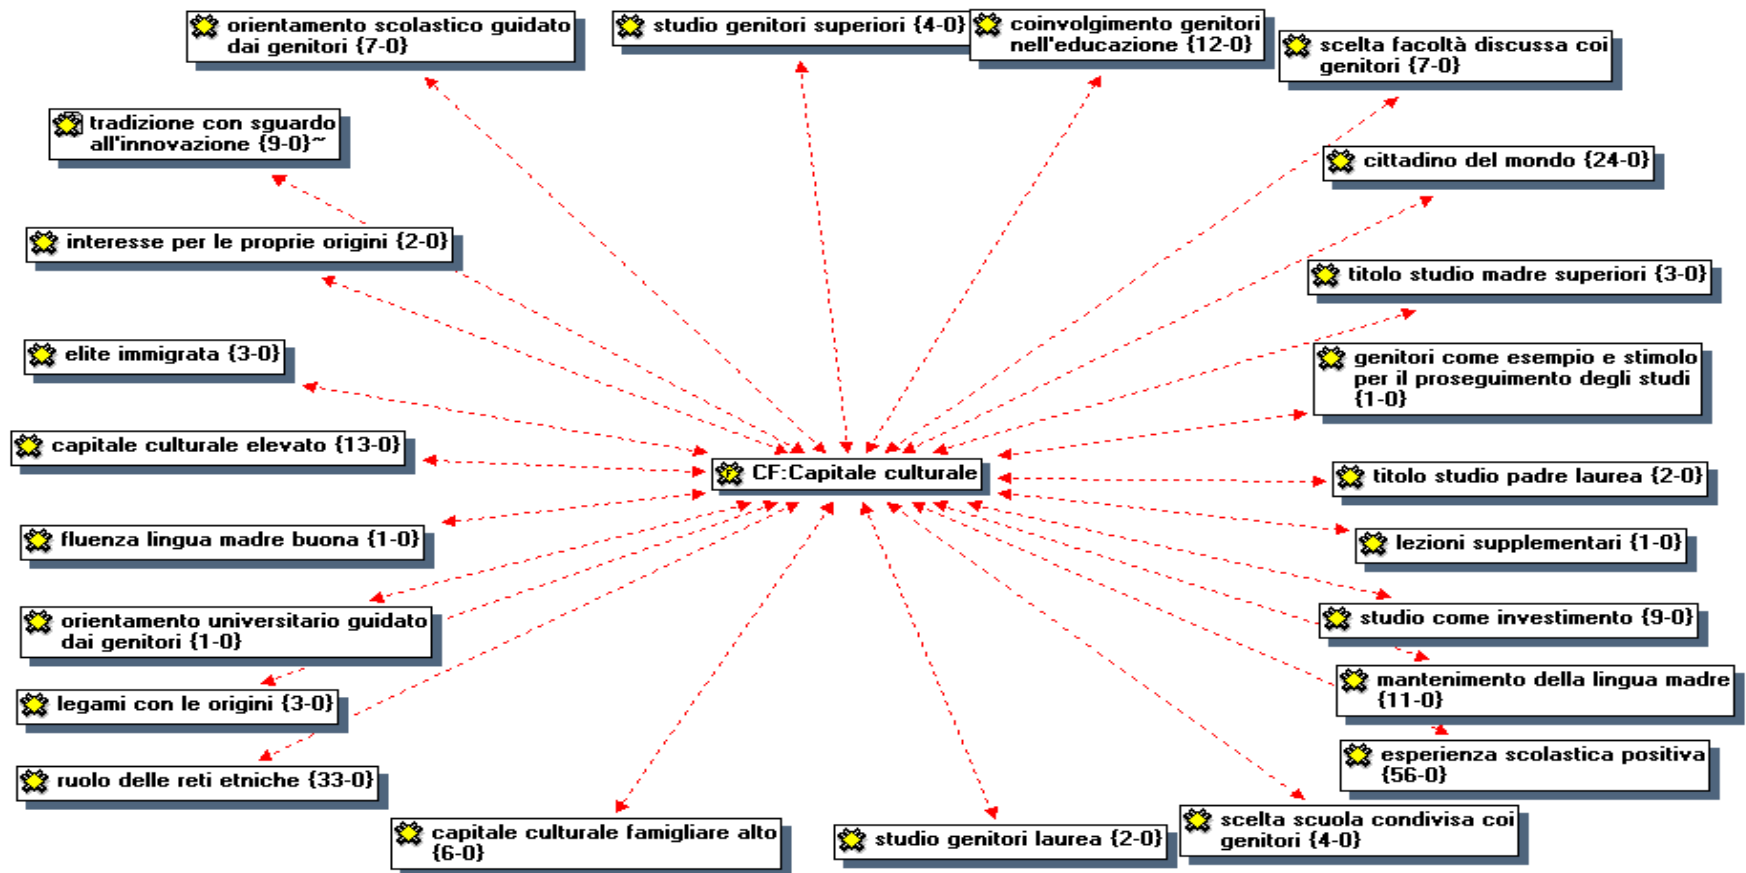 orientamento scolastico guidato
dai genitori {7-0}
studio genitori superiori {4-0}
coinvolgimento genitori
nell'educazione {12-0}
scelta facoltà discussa coi
genitori {7-0}
tradizione con sguardo
all'innovazione {9-0}~
cittadino del mondo {24-0}
interesse per le proprie origini {2-0}
titolo studio madre superiori {3-0}
elite immigrata {3-0}
genitori come esempio e stimolo
per il proseguimento degli studi
{1-0}
capitale culturale elevato {13-0}
CF:Capitale culturale
titolo studio padre laurea {2-0}
fluenza lingua madre buona {1-0}
lezioni supplementari {1-0}
orientamento universitario guidato
dai genitori {1-0}
studio come investimento {9-0}
legami con le origini {3-0}
mantenimento della lingua madre
{11-0}
ruolo delle reti etniche {33-0}
esperienza scolastica positiva
{56-0}
capitale culturale famigliare alto
{6-0}
studio genitori laurea {2-0}
scelta scuola condivisa coi
genitori {4-0}